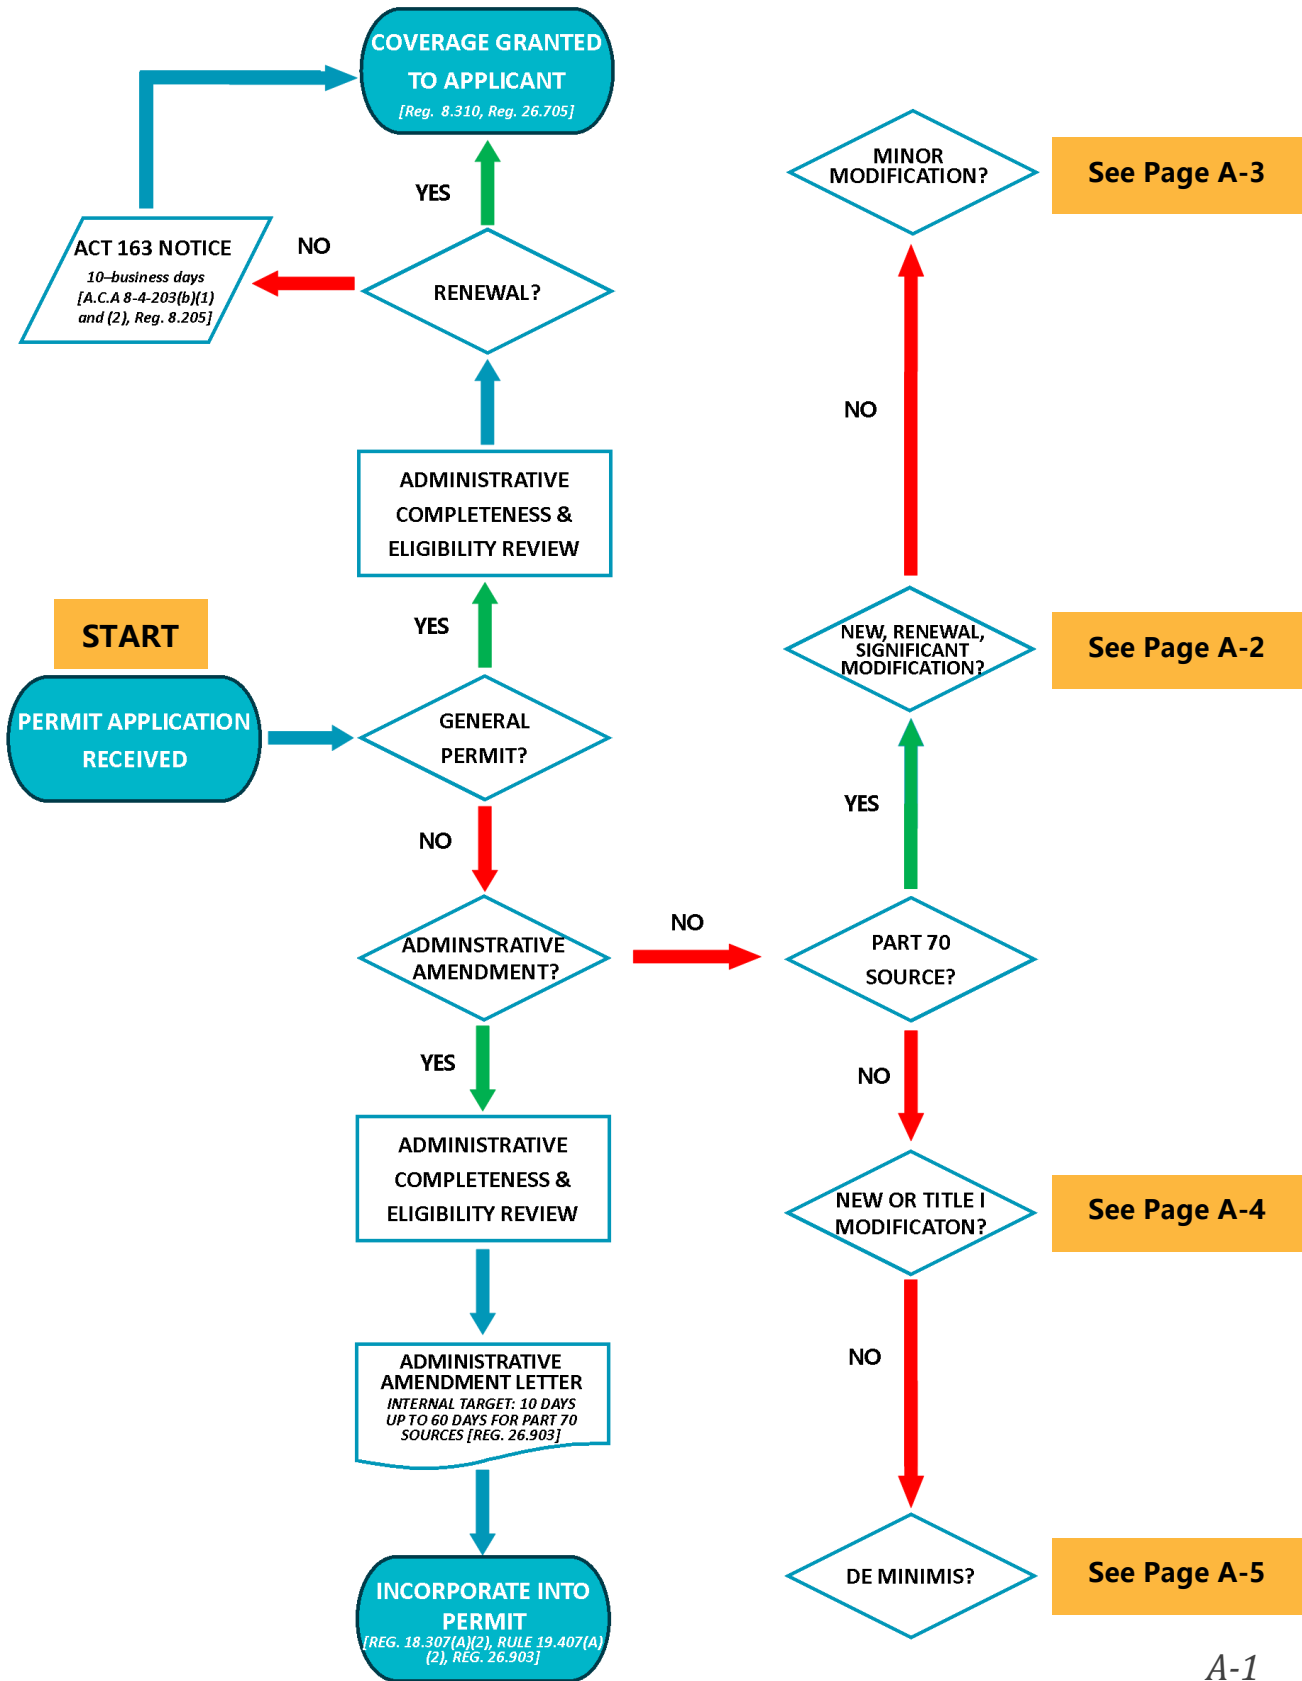 COVERAGE GRANTED
TO APPLICANT
[Reg. 8.310, Reg. 26.705]
YES
ACT 163 NOTICE
10–business days
[A.C.A 8-4-203(b)(1)
and (2), Reg. 8.205]
NO
RENEWAL?
ADMINISTRATIVE
COMPLETENESS &
ELIGIBILITY REVIEW
YES
START
PERMIT APPLICATION
RECEIVED
GENERAL
PERMIT?
NO
ADMINSTRATIVE
AMENDMENT?
NO
YES
ADMINISTRATIVE
COMPLETENESS &
ELIGIBILITY REVIEW
ADMINISTRATIVE
AMENDMENT LETTER
INTERNAL TARGET: 10 DAYS
UP TO 60 DAYS FOR PART 70
SOURCES [REG. 26.903]
INCORPORATE INTO
PERMIT
[REG. 18.307(A)(2), RULE 19.407(A)
(2), REG. 26.903]
MINOR
MODIFICATION?
See Page A-3
NO
NEW, RENEWAL,
SIGNIFICANT
MODIFICATION?
See Page A-2
YES
PART 70
SOURCE?
NO
NEW OR TITLE I
MODIFICATON?
See Page A-4
NO
DE MINIMIS?
See Page A-5
A-1